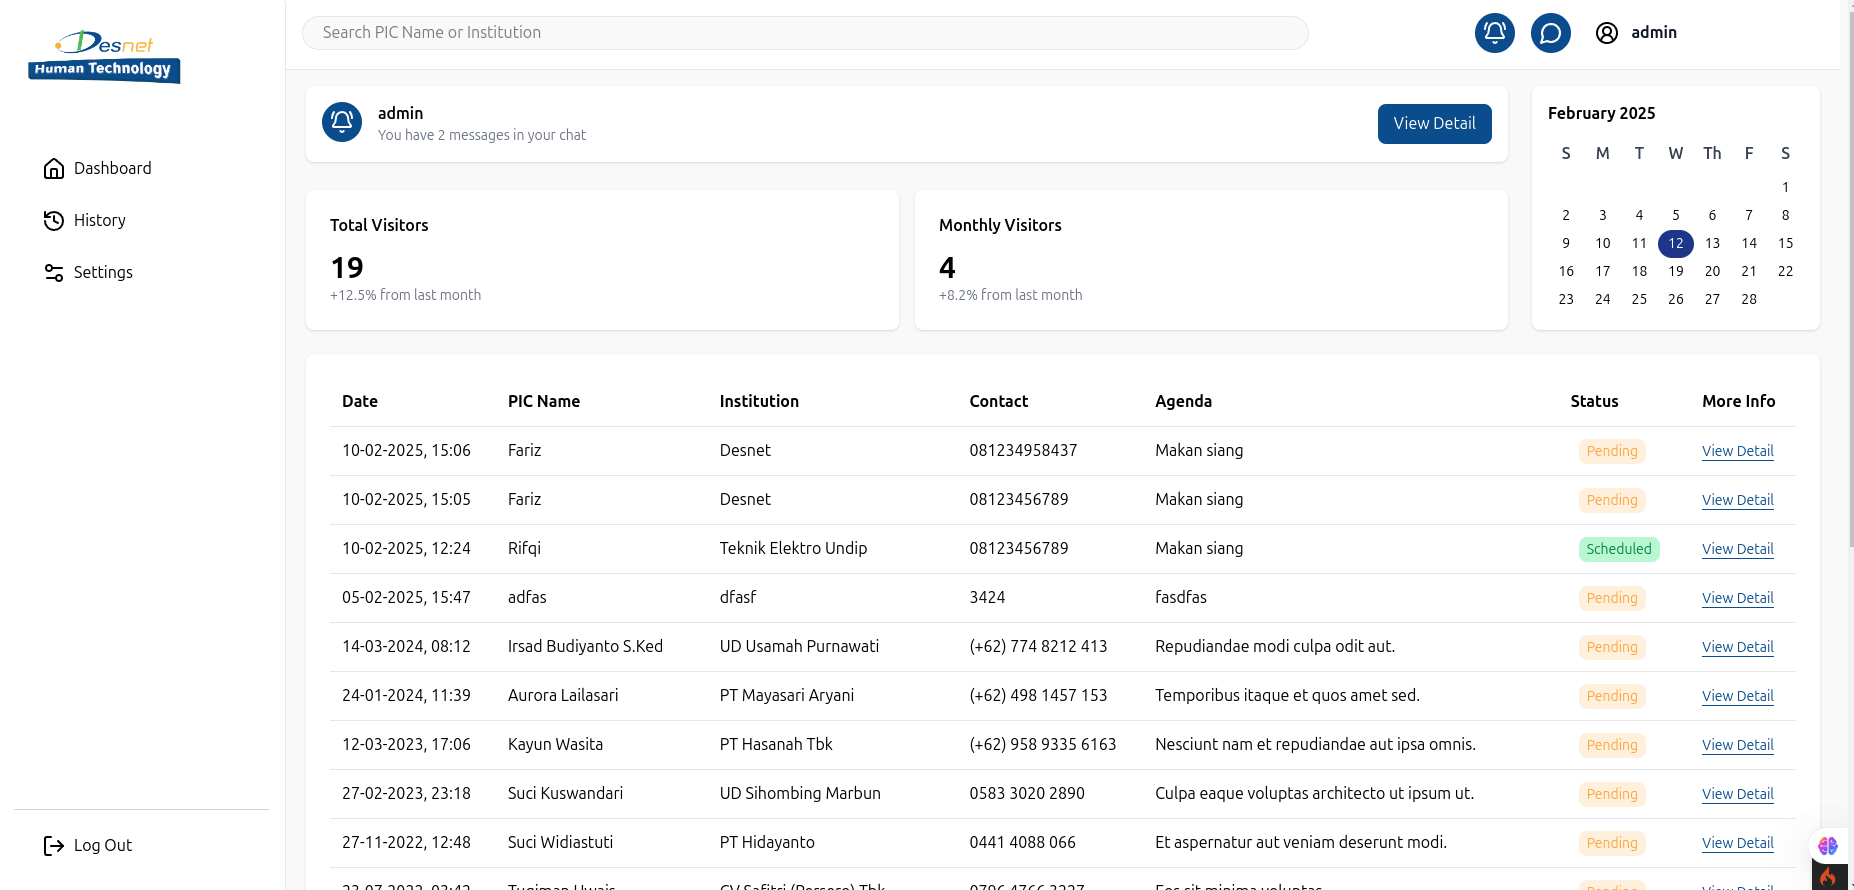 Desnet
Human Technology
Dashboard
History
Settings
Log Out
Search PIC Name or Institution
admin
admin
You have 2 messages in your chat
View Detail
Total Visitors
19
+12.5% from last month
Monthly Visitors
4
+8.2% from last month
February 2025
S M T W Th F S
1
2 3 4 5 6 7 8
9 10 11 12 13 14 15
16 17 18 19 20 21 22
23 24 25 26 27 28
Date PIC Name Institution Contact Agenda Status More Info
10-02-2025, 15:06 Fariz Desnet 081234958437 Makan siang Pending View Detail
10-02-2025, 15:05 Fariz Desnet 08123456789 Makan siang Pending View Detail
10-02-2025, 12:24 Rifqi Teknik Elektro Undip 08123456789 Makan siang Scheduled View Detail
05-02-2025, 15:47 adfas dfasf 3424 fasdfas Pending View Detail
14-03-2024, 08:12 Irsad Budiyanto S.Ked UD Usamah Purnawati (+62) 774 8212 413 Repudiandae modi culpa odit aut. Pending View Detail
24-01-2024, 11:39 Aurora Lailasari PT Mayasari Aryani (+62) 498 1457 153 Temporibus itaque et quos amet sed. Pending View Detail
12-03-2023, 17:06 Kayun Wasita PT Hasanah Tbk (+62) 958 9335 6163 Nesciunt nam et repudiandae aut ipsa omnis. Pending View Detail
27-02-2023, 23:18 Suci Kuswandari UD Sihombing Marbun 0583 3020 2890 Culpa eaque voluptas architecto ut ipsum ut. Pending View Detail
27-11-2022, 12:48 Suci Widiastuti PT Hidayanto 0441 4088 066 Et aspernatur aut veniam deserunt modi. Pending View Detail